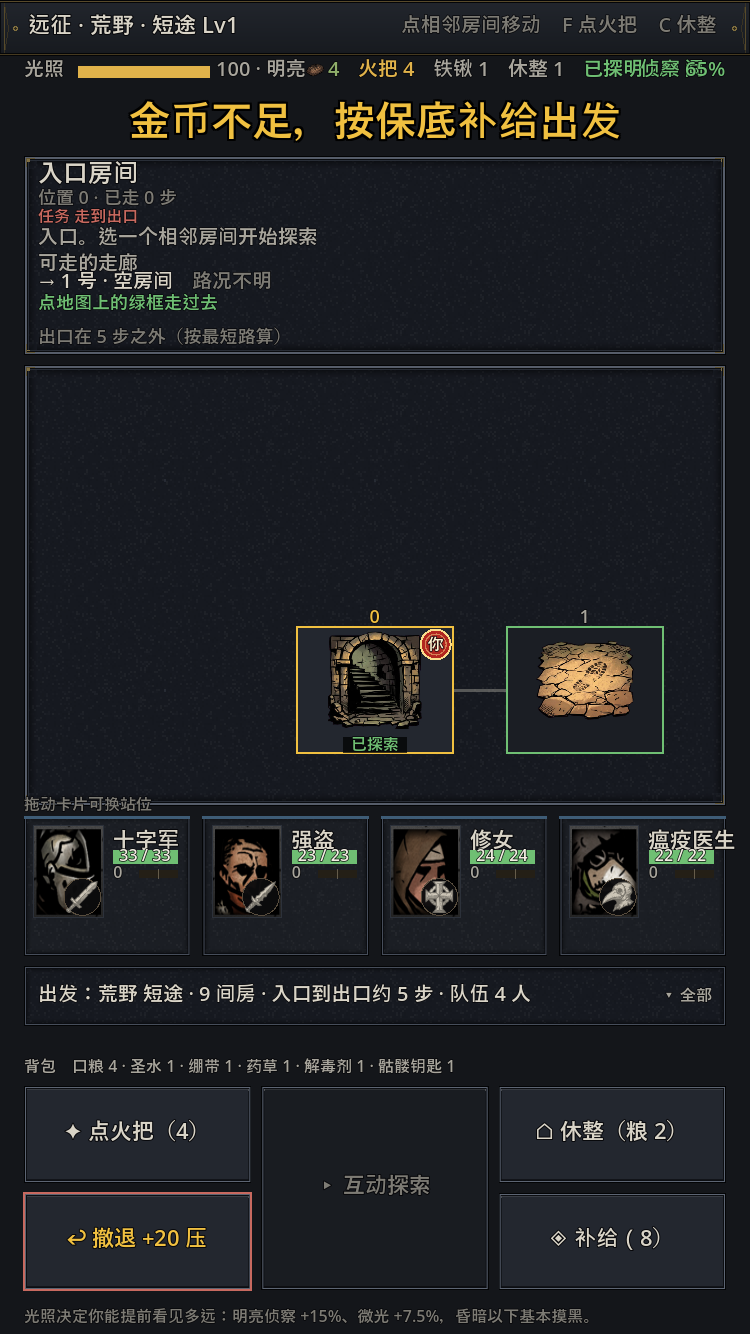 远征 · 荒野 · 短途 Lv1 点相邻房间移动 F 点火把 C 休整
光照 100 · 明亮 4 火把 4 铁锹 1 休整 1 已探明 侦察 65%
金币不足，按保底补给出发
入口房间
位置 0 · 已走 0 步
任务 走到出口
入口。选一个相邻房间开始探索
可走的走廊
→ 1 号 · 空房间 路况不明
点地图上的绿框走过去
出口在 5 步之外（按最短路算）
0 1
你
已探索
拖动卡片可换站位
十字军 强盗 修女 瘟疫医生
33 / 33 23 / 23 24 / 24 22 / 22
0 0 0 0
出发：荒野 短途 · 9 间房 · 入口到出口约 5 步 · 队伍 4 人 ▾ 全部
背包 口粮 4 · 圣水 1 · 绷带 1 · 药草 1 · 解毒剂 1 · 骷髅钥匙 1
✦ 点火把（4） ▸ 互动探索 ⌂ 休整（粮 2）
↩ 撤退 +20 压 ◈ 补给 ( 8）
光照决定你能提前看见多远：明亮侦察 +15%、微光 +7.5%，昏暗以下基本摸黑。